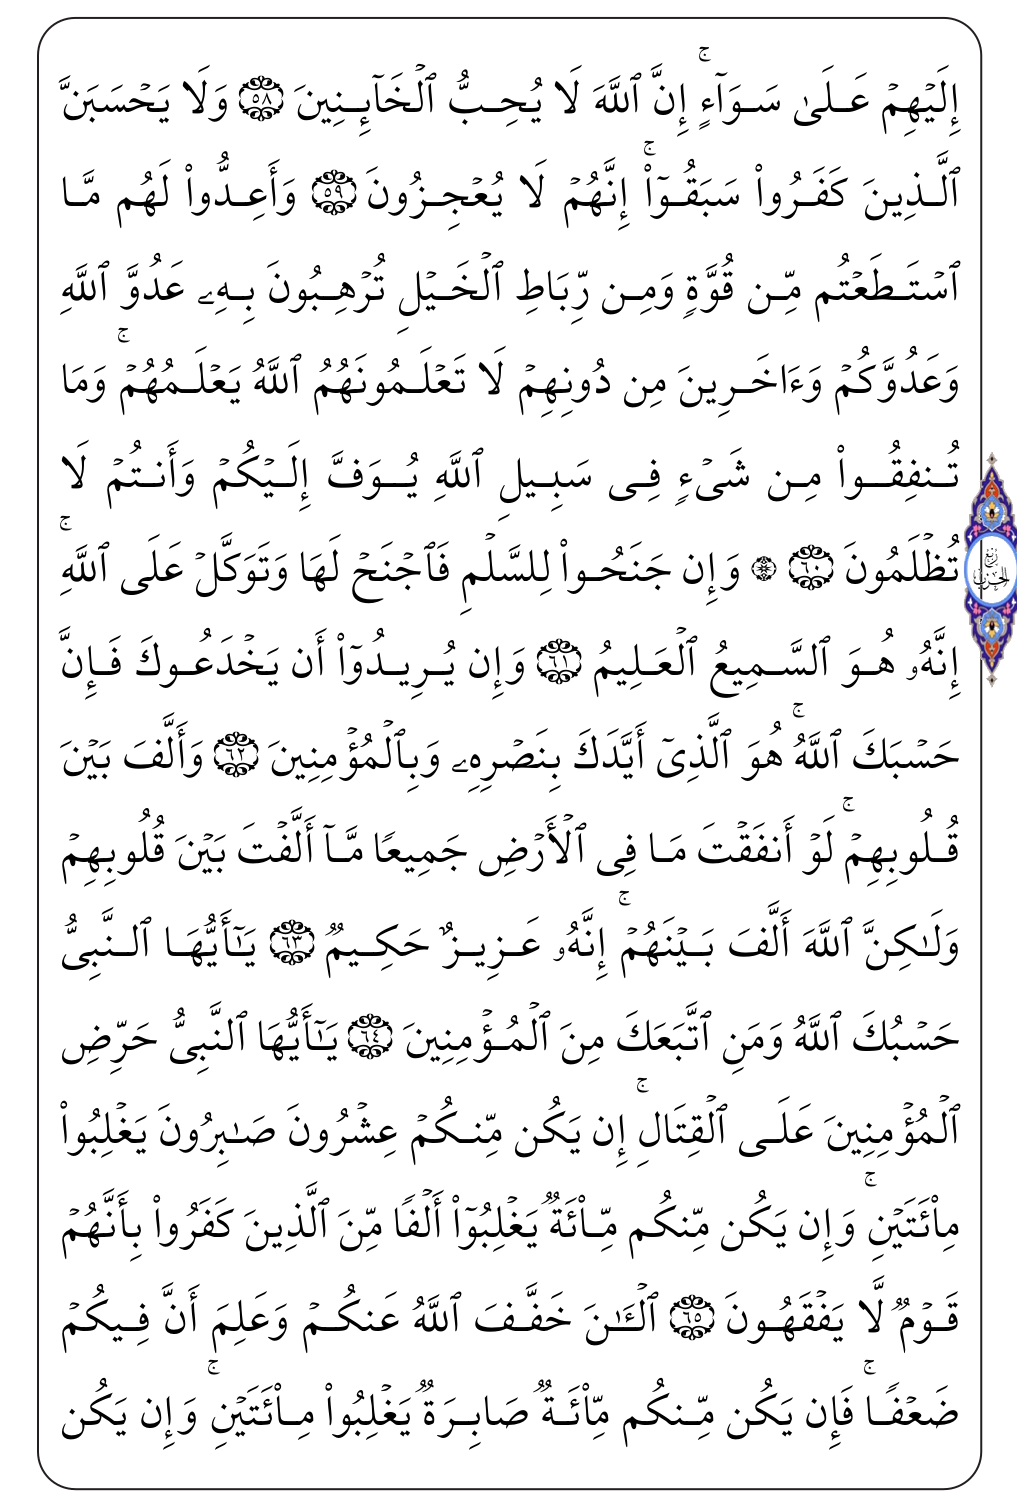 إِلَيۡهِمۡ عَلَىٰ سَوَآءٍۚ إِنَّ ٱللَّهَ لَا يُحِبُّ ٱلۡخَآئِنِينَ ٥٨ وَلَا يَحۡسَبَنَّ
ٱلَّذِينَ كَفَرُواْ سَبَقُوٓاْۚ إِنَّهُمۡ لَا يُعۡجِزُونَ ٥٩ وَأَعِدُّواْ لَهُم مَّا
ٱسۡتَطَعۡتُم مِّن قُوَّةٍ وَمِن رِّبَاطِ ٱلۡخَيۡلِ تُرۡهِبُونَ بِهِۦ عَدُوَّ ٱللَّهِ
وَعَدُوَّكُمۡ وَءَاخَرِينَ مِن دُونِهِمۡ لَا تَعۡلَمُونَهُمُ ٱللَّهُ يَعۡلَمُهُمۡۚ وَمَا
تُنفِقُواْ مِن شَىۡءٍ فِى سَبِيلِ ٱللَّهِ يُوَفَّ إِلَيۡكُمۡ وَأَنتُمۡ لَا
تُظۡلَمُونَ ٦٠ ۞ وَإِن جَنَحُواْ لِلسَّلۡمِ فَٱجۡنَحۡ لَهَا وَتَوَكَّلۡ عَلَى ٱللَّهِۚ
ربع
الحزب
إِنَّهُۥ هُوَ ٱلسَّمِيعُ ٱلۡعَلِيمُ ٦١ وَإِن يُرِيدُوٓاْ أَن يَخۡدَعُوكَ فَإِنَّ
حَسۡبَكَ ٱللَّهُۚ هُوَ ٱلَّذِىٓ أَيَّدَكَ بِنَصۡرِهِۦ وَبِٱلۡمُؤۡمِنِينَ ٦٢ وَأَلَّفَ بَيۡنَ
قُلُوبِهِمۡۚ لَوۡ أَنفَقۡتَ مَا فِى ٱلۡأَرۡضِ جَمِيعًا مَّآ أَلَّفۡتَ بَيۡنَ قُلُوبِهِمۡ
وَلَـٰكِنَّ ٱللَّهَ أَلَّفَ بَيۡنَهُمۡۚ إِنَّهُۥ عَزِيزٌ حَكِيمٌ ٦٣ يَـٰٓأَيُّهَا ٱلنَّبِىُّ
حَسۡبُكَ ٱللَّهُ وَمَنِ ٱتَّبَعَكَ مِنَ ٱلۡمُؤۡمِنِينَ ٦٤ يَـٰٓأَيُّهَا ٱلنَّبِىُّ حَرِّضِ
ٱلۡمُؤۡمِنِينَ عَلَى ٱلۡقِتَالِۚ إِن يَكُن مِّنكُمۡ عِشۡرُونَ صَـٰبِرُونَ يَغۡلِبُواْ
مِاْئَتَيۡنِۚ وَإِن يَكُن مِّنكُم مِّاْئَةٌ يَغۡلِبُوٓاْ أَلۡفًا مِّنَ ٱلَّذِينَ كَفَرُواْ بِأَنَّهُمۡ
قَوۡمٌ لَّا يَفۡقَهُونَ ٦٥ ٱلۡـَٔـٰنَ خَفَّفَ ٱللَّهُ عَنكُمۡ وَعَلِمَ أَنَّ فِيكُمۡ
ضَعۡفًاۚ فَإِن يَكُن مِّنكُم مِّاْئَةٌ صَابِرَةٌ يَغۡلِبُواْ مِاْئَتَيۡنِۚ وَإِن يَكُن